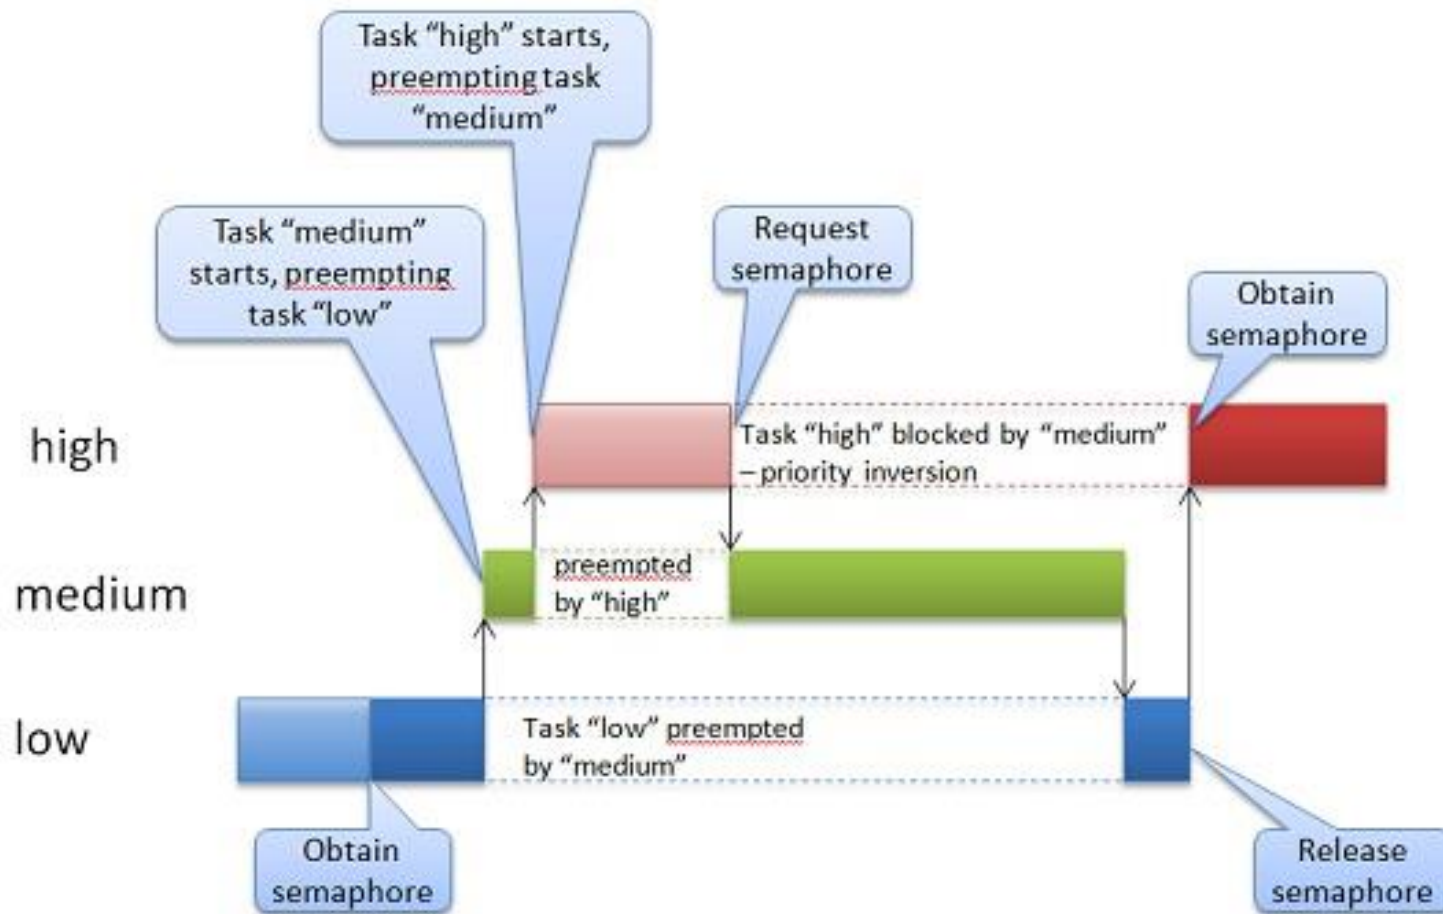 Task “high” starts,
preempting task
“medium”
Task “medium”
starts, preempting
task “low”
Request
semaphore
Obtain
semaphore
high
Task “high” blocked by “medium”
– priority inversion
medium
preempted
by “high”
low
Task “low” preempted
by “medium”
Obtain
semaphore
Release
semaphore